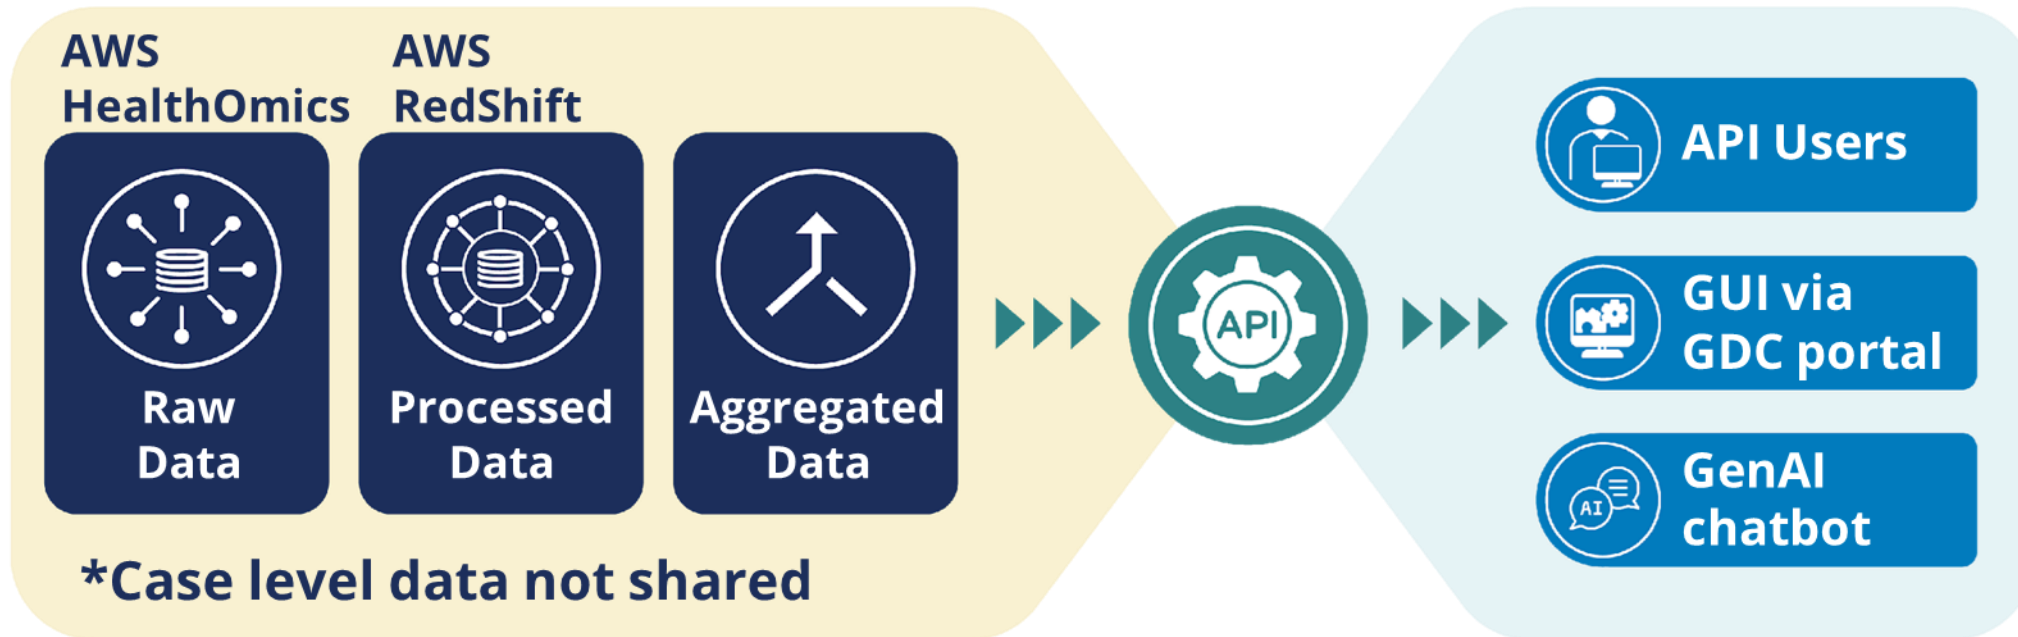 AWS
HealthOmics
AWS
RedShift
Raw
Data
Processed
Data
Aggregated
Data
*Case level data not shared
API
API Users
GUI via
GDC portal
AI
GenAI
chatbot